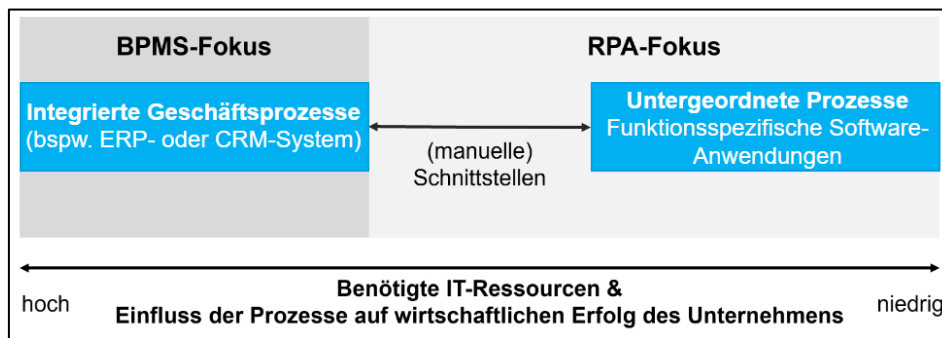 BPMS-Fokus
RPA-Fokus
Integrierte Geschäftsprozesse
(bspw. ERP- oder CRM-System)
(manuelle)
Schnittstellen
Untergeordnete Prozesse
Funktionsspezifische Software-
Anwendungen
hoch
Benötigte IT-Ressourcen &
Einfluss der Prozesse auf wirtschaftlichen Erfolg des Unternehmens
niedrig